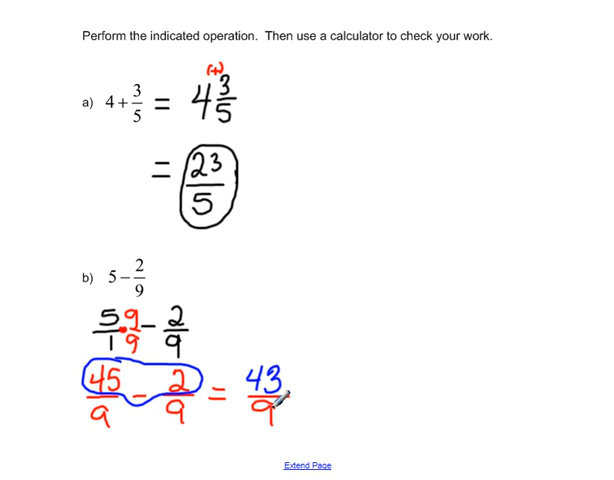 Perform the indicated operation. Then use a calculator to check your work.
a) 4 + 3/5 = 4 (+) 3/5
= 23/5
b) 5 − 2/9
5/1 • 9/9 − 2/9
45/9 − 2/9 = 43/9
Extend Page